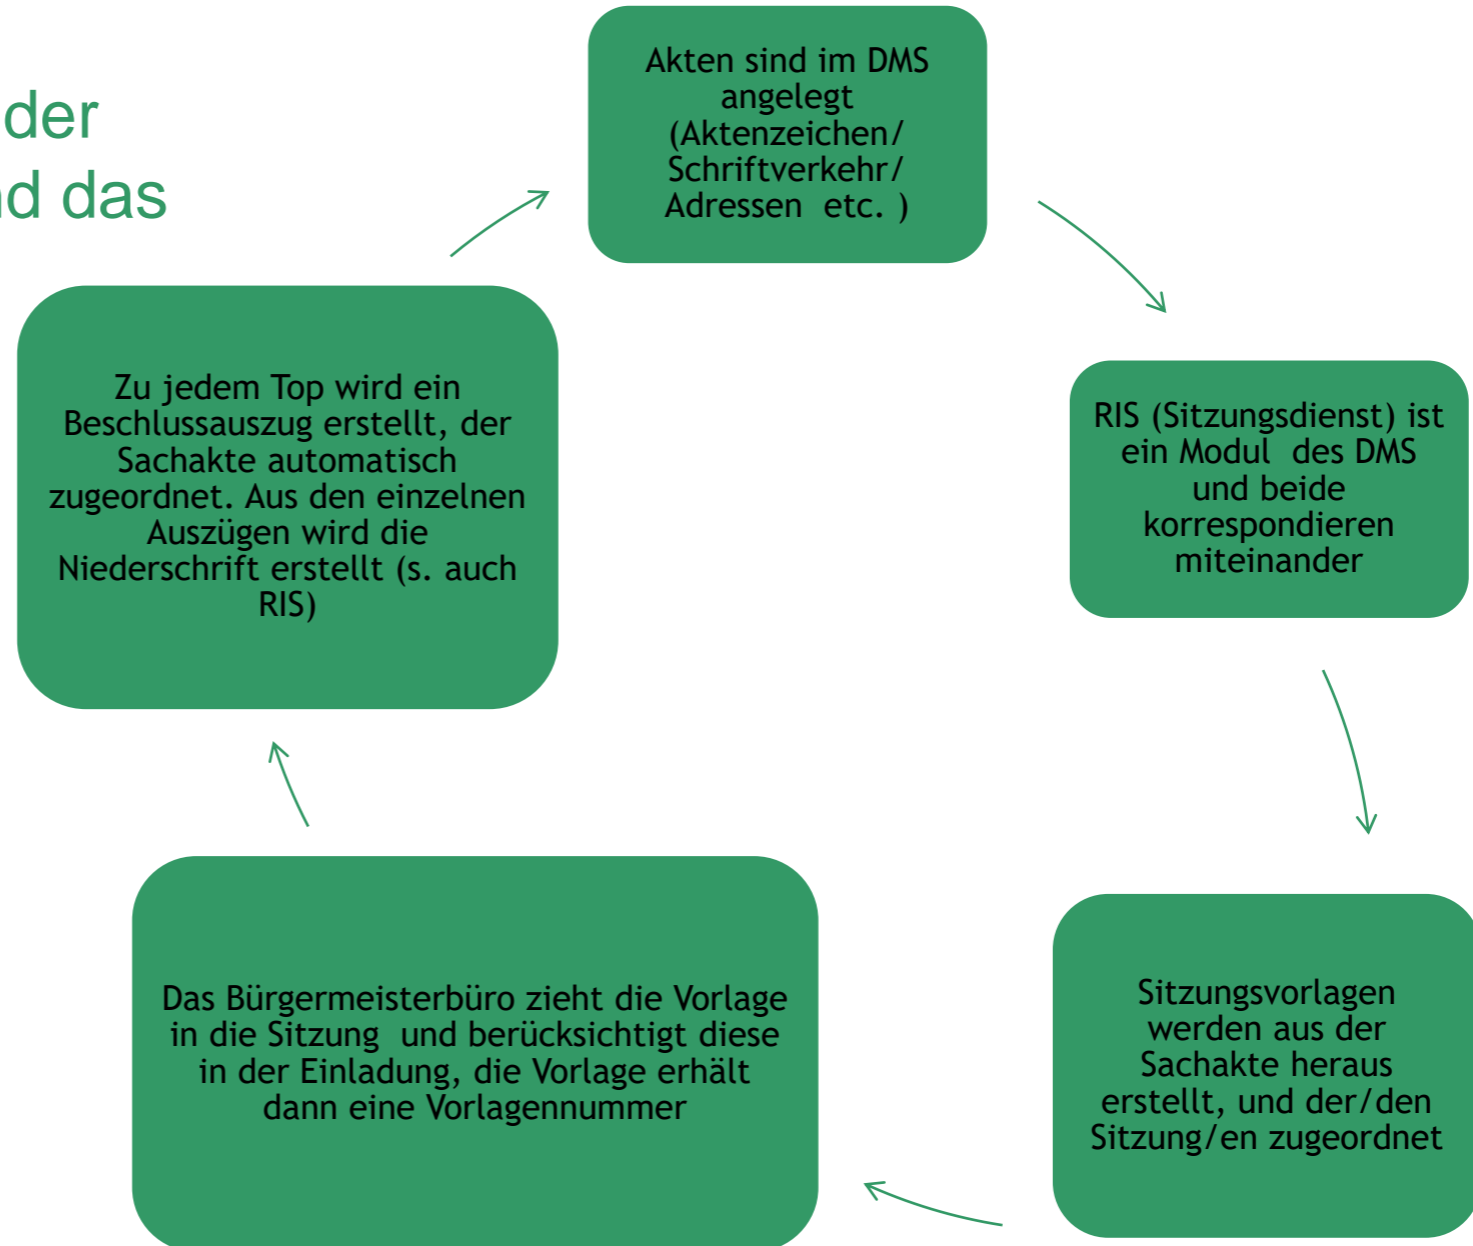 der
nd das
Akten sind im DMS
angelegt
(Aktenzeichen/
Schriftverkehr/
Adressen etc. )
RIS (Sitzungsdienst) ist
ein Modul des DMS
und beide
korrespondieren
miteinander
Sitzungsvorlagen
werden aus der
Sachakte heraus
erstellt, und der/den
Sitzung/en zugeordnet
Das Bürgermeisterbüro zieht die Vorlage
in die Sitzung und berücksichtigt diese
in der Einladung, die Vorlage erhält
dann eine Vorlagennummer
Zu jedem Top wird ein
Beschlussauszug erstellt, der
Sachakte automatisch
zugeordnet. Aus den einzelnen
Auszügen wird die
Niederschrift erstellt (s. auch
RIS)